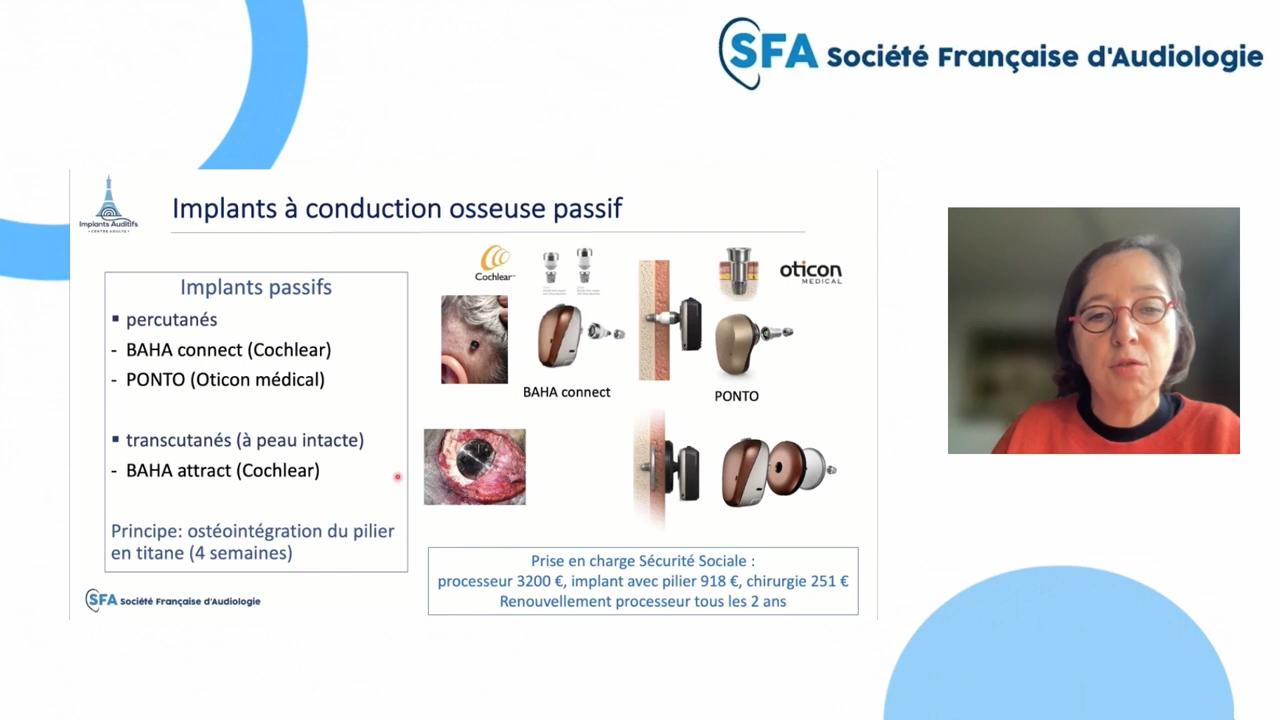 SFA Société Française d'Audiologie
Implants Auditifs
• CENTRE ADULTE •
Implants à conduction osseuse passif
Cochlear™
oticon
MEDICAL
Implants passifs
▪ percutanés
- BAHA connect (Cochlear)
- PONTO (Oticon médical)
▪ transcutanés (à peau intacte)
- BAHA attract (Cochlear)
Principe: ostéointégration du pilier
en titane (4 semaines)
BAHA connect
PONTO
Prise en charge Sécurité Sociale :
processeur 3200 €, implant avec pilier 918 €, chirurgie 251 €
Renouvellement processeur tous les 2 ans
SFA Société Française d'Audiologie